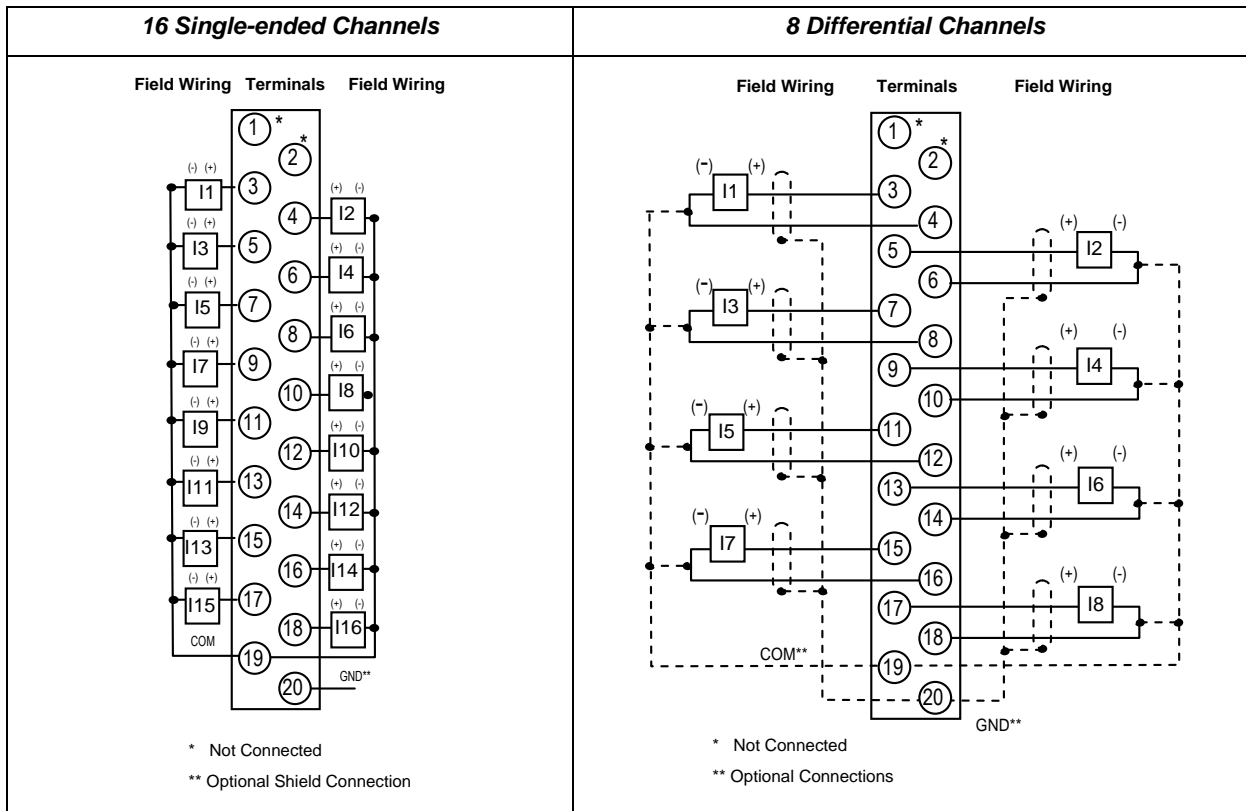 16 Single-ended Channels
Field Wiring Terminals Field Wiring
1 *
2 *
(-) (+)
I1 3
(+) (-)
4 I2
(-) (+)
I3 5
(+) (-)
6 I4
(-) (+)
I5 7
(+) (-)
8 I6
(-) (+)
I7 9
(+) (-)
10 I8
(-) (+)
I9 11
(+) (-)
12 I10
(-) (+)
I11 13
(+) (-)
14 I12
(-) (+)
I13 15
(+) (-)
16 I14
(-) (+)
I15 17
(+) (-)
18 I16
COM
19
20 GND**
* Not Connected
** Optional Shield Connection
8 Differential Channels
Field Wiring Terminals Field Wiring
1 *
2 *
(-) (+)
I1 3
4
(+) (-)
5 I2
6
(-) (+)
I3 7
8
(+) (-)
9 I4
10
(-) (+)
I5 11
12
(+) (-)
13 I6
14
(-) (+)
I7 15
16
(+) (-)
17 I8
18
COM** 19
20
GND**
* Not Connected
** Optional Connections